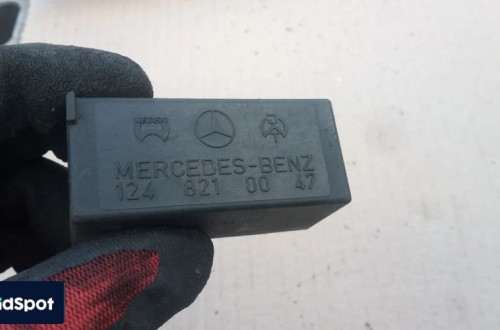 MERCEDES-BENZ
124 821 00 47
idSpot